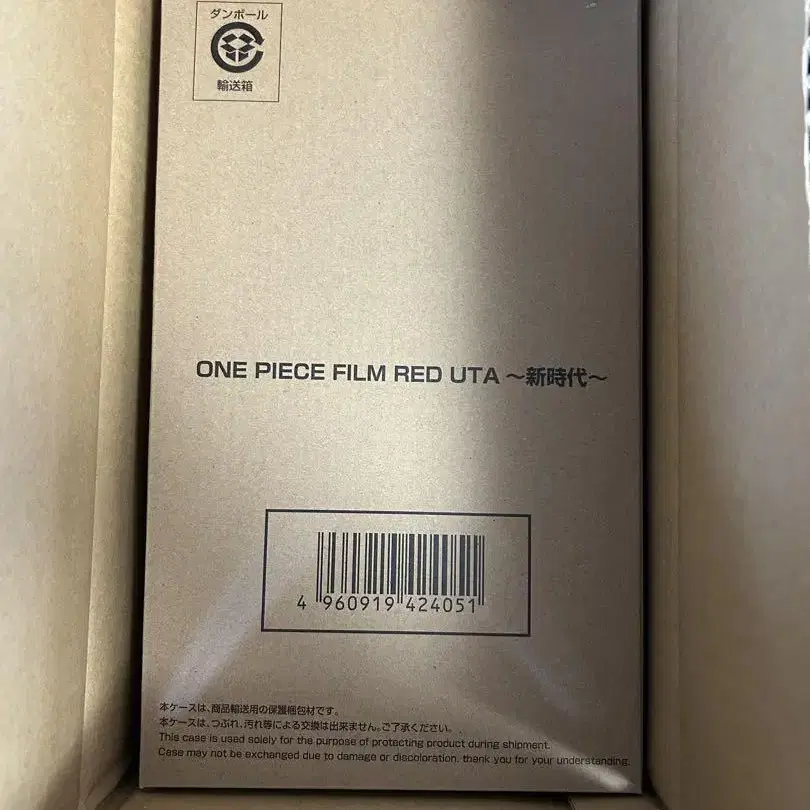 ダンボール
輸送箱
ONE PIECE FILM RED UTA ～新時代～
4 960919 424051
本ケースは、商品輸送用の保護梱包材です。
本ケースは、つぶれ、汚れ等による交換は出来ません。ご了承ください。
This case is used solely for the purpose of protecting product during shipment.
Case may not be exchanged due to damage or discoloration, thank you for your understanding.